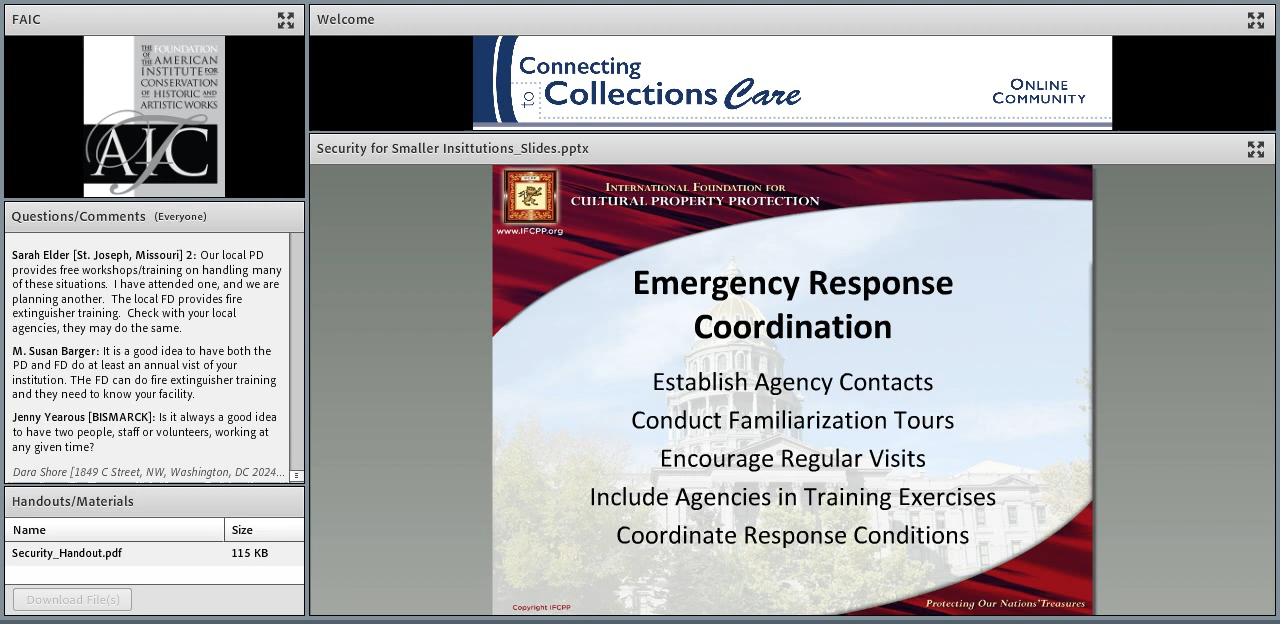 FAIC
THE FOUNDATION
OF THE AMERICAN
INSTITUTE FOR
CONSERVATION
OF HISTORIC AND
ARTISTIC WORKS
AIC
Questions/Comments (Everyone)
Sarah Elder [St. Joseph, Missouri] 2: Our local PD
provides free workshops/training on handling many
of these situations. I have attended one, and we are
planning another. The local FD provides fire
extinguisher training. Check with your local
agencies, they may do the same.
M. Susan Barger: It is a good idea to have both the
PD and FD do at least an annual vist of your
institution. THe FD can do fire extinguisher training
and they need to know your facility.
Jenny Yearous [BISMARCK]: Is it always a good idea
to have two people, staff or volunteers, working at
any given time?
Dara Shore [1849 C Street, NW, Washington, DC 2024...
Handouts/Materials
Name Size
Security_Handout.pdf 115 KB
Download File(s)
Welcome
Connecting
to Collections Care
ONLINE
COMMUNITY
Security for Smaller Insittutions_Slides.pptx
INTERNATIONAL FOUNDATION FOR
CULTURAL PROPERTY PROTECTION
www.IFCPP.org
Emergency Response
Coordination
Establish Agency Contacts
Conduct Familiarization Tours
Encourage Regular Visits
Include Agencies in Training Exercises
Coordinate Response Conditions
Copyright IFCPP
Protecting Our Nations' Treasures